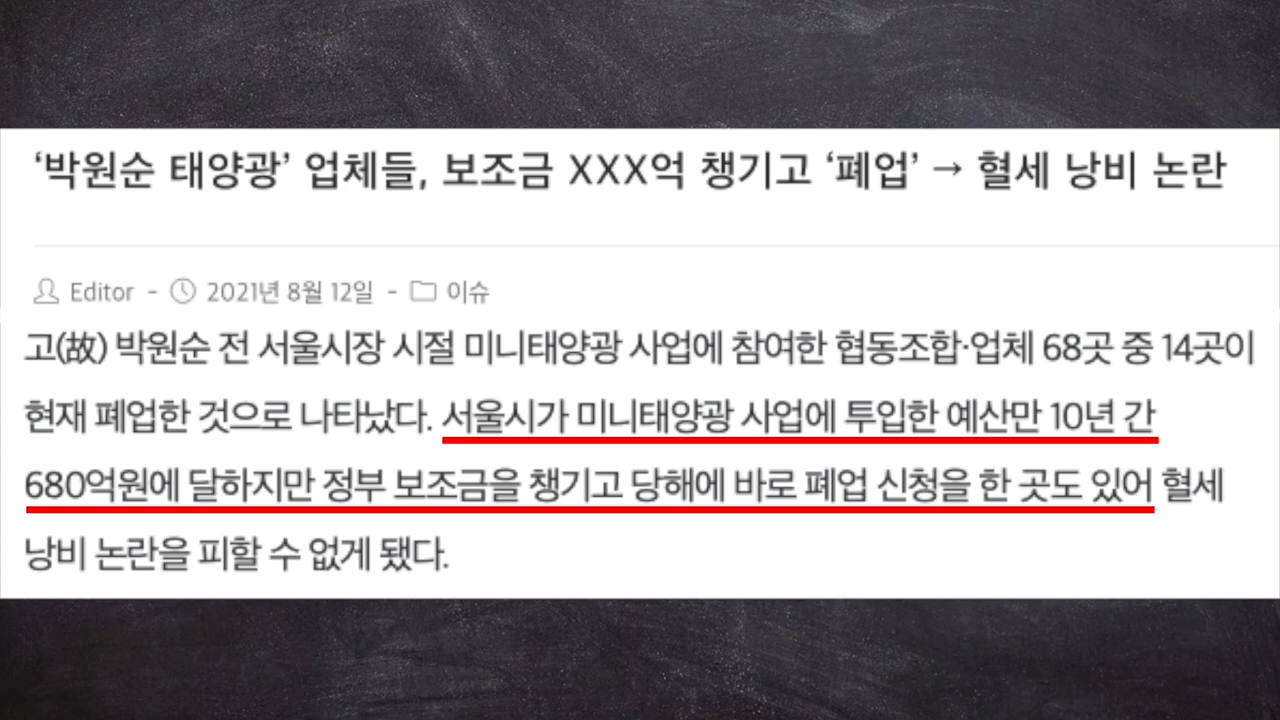 ‘박원순 태양광’ 업체들, 보조금 XXX억 챙기고 ‘폐업’ → 혈세 낭비 논란
Editor - 2021년 8월 12일 - 이슈
고(故) 박원순 전 서울시장 시절 미니태양광 사업에 참여한 협동조합·업체 68곳 중 14곳이
현재 폐업한 것으로 나타났다. 서울시가 미니태양광 사업에 투입한 예산만 10년 간
680억원에 달하지만 정부 보조금을 챙기고 당해에 바로 폐업 신청을 한 곳도 있어 혈세
낭비 논란을 피할 수 없게 됐다.